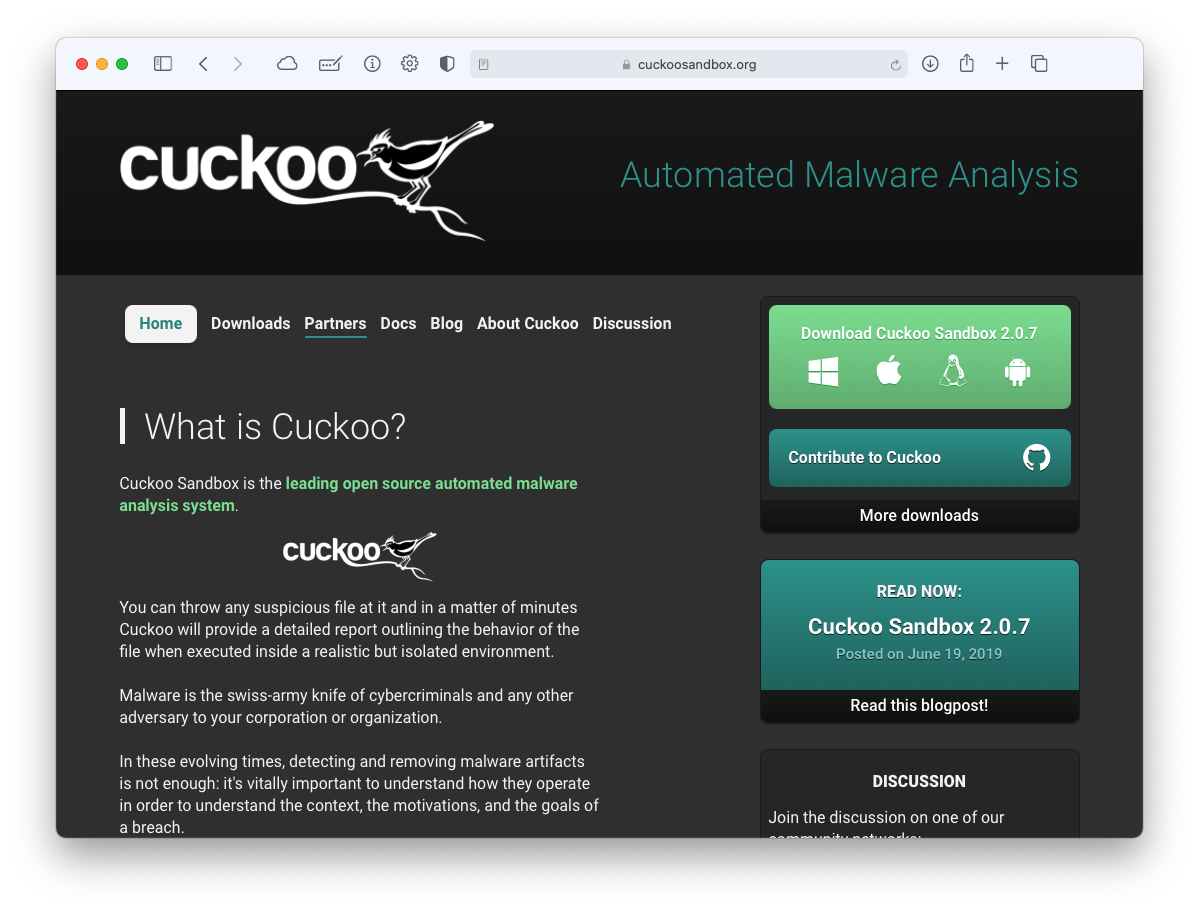 cuckoosandbox.org
cuckoo
Automated Malware Analysis
Home Downloads Partners Docs Blog About Cuckoo Discussion
What is Cuckoo?
Cuckoo Sandbox is the leading open source automated malware
analysis system.
cuckoo
You can throw any suspicious file at it and in a matter of minutes
Cuckoo will provide a detailed report outlining the behavior of the
file when executed inside a realistic but isolated environment.
Malware is the swiss-army knife of cybercriminals and any other
adversary to your corporation or organization.
In these evolving times, detecting and removing malware artifacts
is not enough: it's vitally important to understand how they operate
in order to understand the context, the motivations, and the goals of
a breach.
Download Cuckoo Sandbox 2.0.7
Contribute to Cuckoo
More downloads
READ NOW:
Cuckoo Sandbox 2.0.7
Posted on June 19, 2019
Read this blogpost!
DISCUSSION
Join the discussion on one of our
community networks: